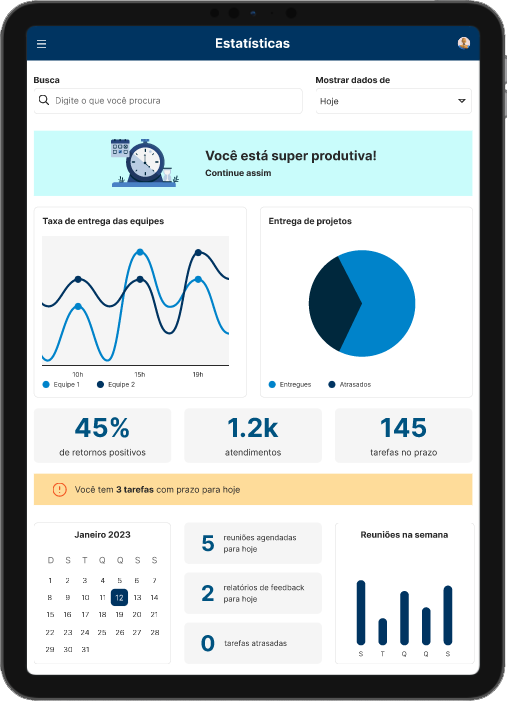 Estatísticas
Busca
Digite o que você procura
Mostrar dados de
Hoje
Você está super produtiva!
Continue assim
Taxa de entrega das equipes
10h 15h 19h
Equipe 1 Equipe 2
Entrega de projetos
Entregues Atrasados
45%
de retornos positivos
1.2k
atendimentos
145
tarefas no prazo
Você tem 3 tarefas com prazo para hoje
Janeiro 2023
D S T Q Q S S
1 2 3 4 5 6 7
8 9 10 11 12 13 14
15 16 17 18 19 20 21
22 23 24 25 26 27 28
29 30 31
5
reuniões agendadas
para hoje
2
relatórios de feedback
para hoje
0
tarefas atrasadas
Reuniões na semana
S T Q Q S